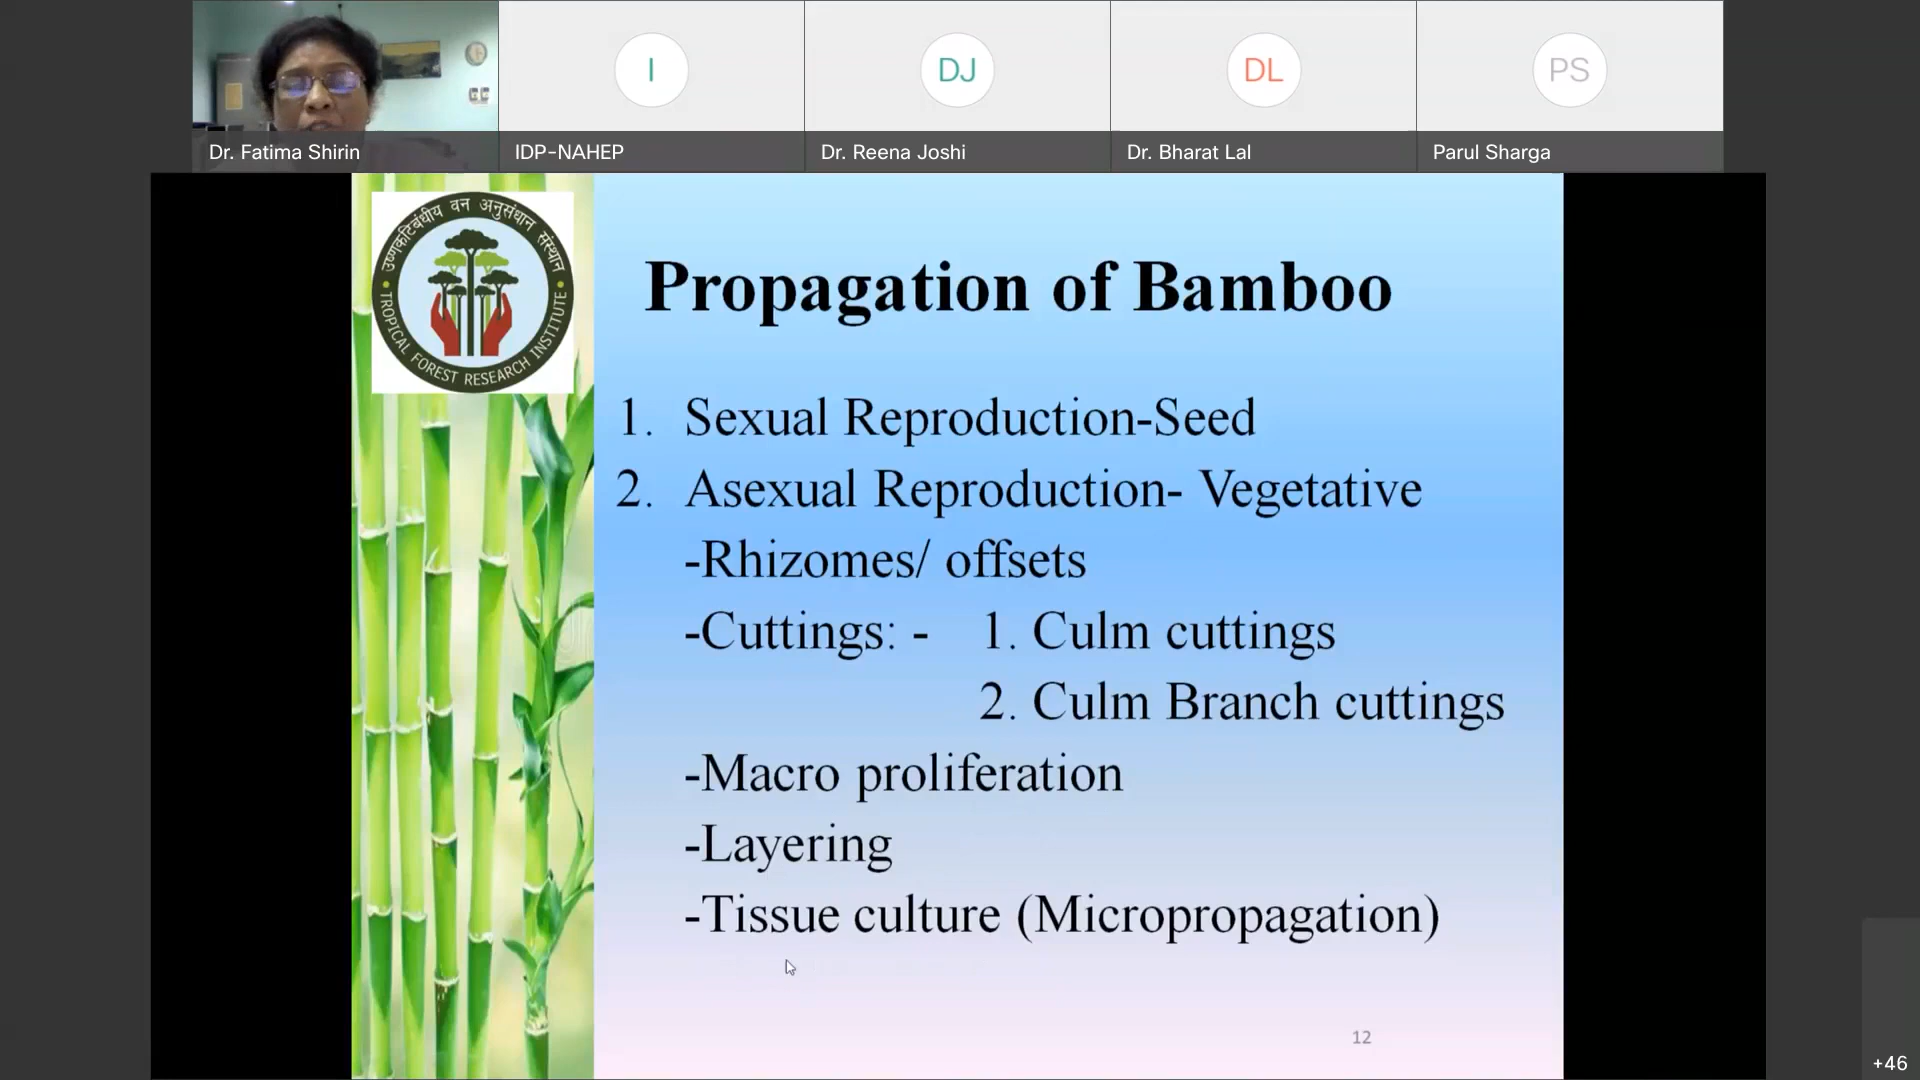 I
DJ
DL
PS
Dr. Fatima Shirin
IDP-NAHEP
Dr. Reena Joshi
Dr. Bharat Lal
Parul Sharga
उष्णकटिबंधीय वन अनुसंधान संस्थान
TROPICAL FOREST RESEARCH INSTITUTE
Propagation of Bamboo
1. Sexual Reproduction-Seed
2. Asexual Reproduction- Vegetative
-Rhizomes/ offsets
-Cuttings: - 1. Culm cuttings
2. Culm Branch cuttings
-Macro proliferation
-Layering
-Tissue culture (Micropropagation)
12
+46